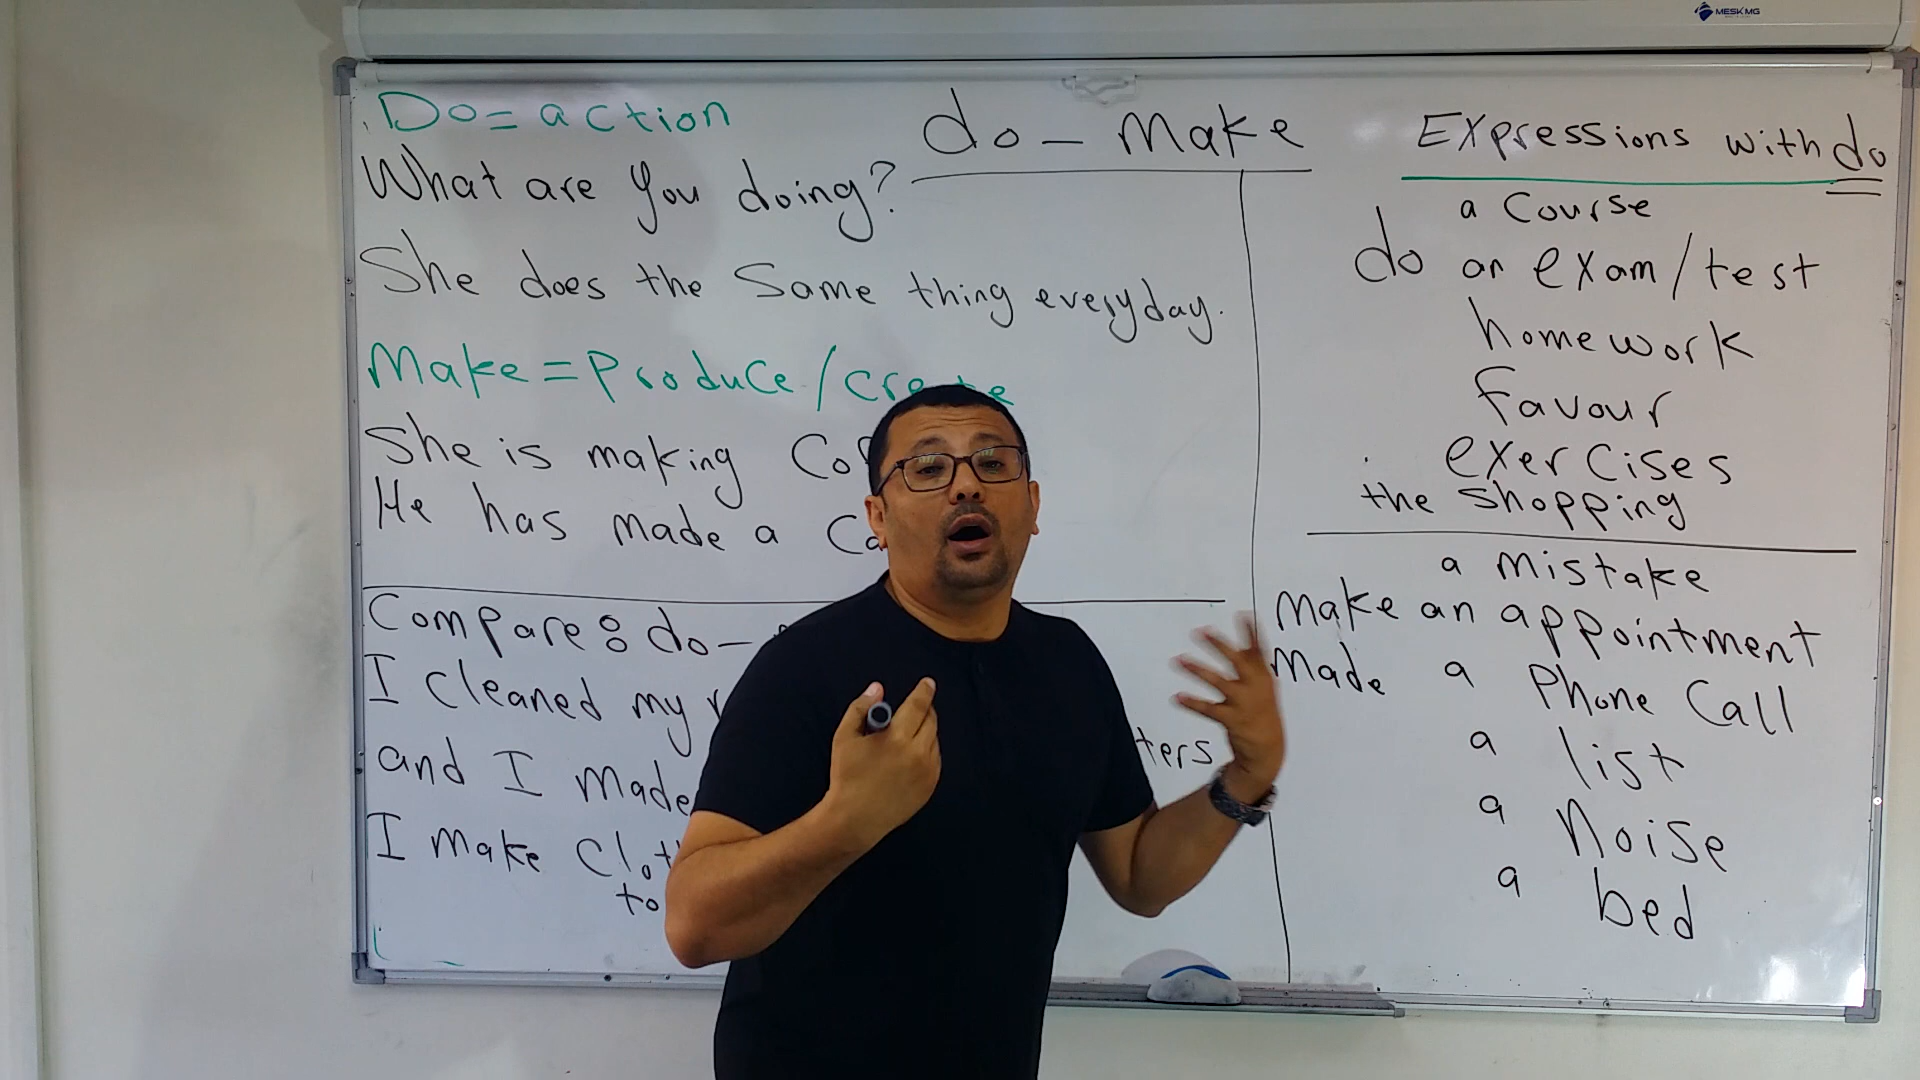 MESK MG
do - Make
Do = action
What are you doing?
She does the Same thing everyday.
Make = Produce / create
She is making
He has made a
Compare: do -
I cleaned my
and I made
I make
to
Expressions with do
a Course
do an exam / test
homework
Favour
exercises
the shopping
a mistake
Make an appointment
Made a Phone Call
a list
a Noise
a bed